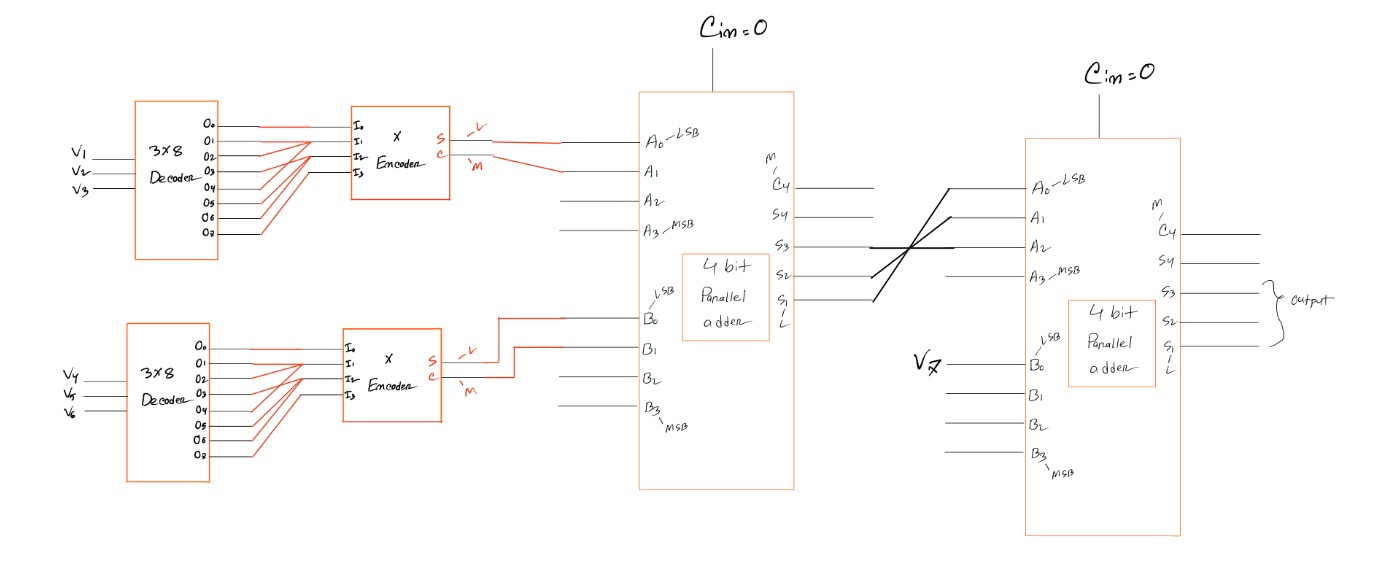 Cin = 0
V1
V2
V3
3x8
Decoder
O0
O1
O2
O3
O4
O5
O6
O7
I0
I1
I2
I3
X
Encoder
S
C
L
M
A0 LSB
A1
A2
A3 MSB
LSB
B0
B1
B2
B3
MSB
4 bit
Parallel
adder
M
C4
S4
S3
S2
S1
L
V4
V5
V6
3x8
Decoder
O0
O1
O2
O3
O4
O5
O6
O7
I0
I1
I2
I3
X
Encoder
S
C
L
M
Cin = 0
A0 LSB
A1
A2
A3 MSB
V7
LSB
B0
B1
B2
B3
MSB
4 bit
Parallel
adder
M
C4
S4
S3
S2
S1
L
output